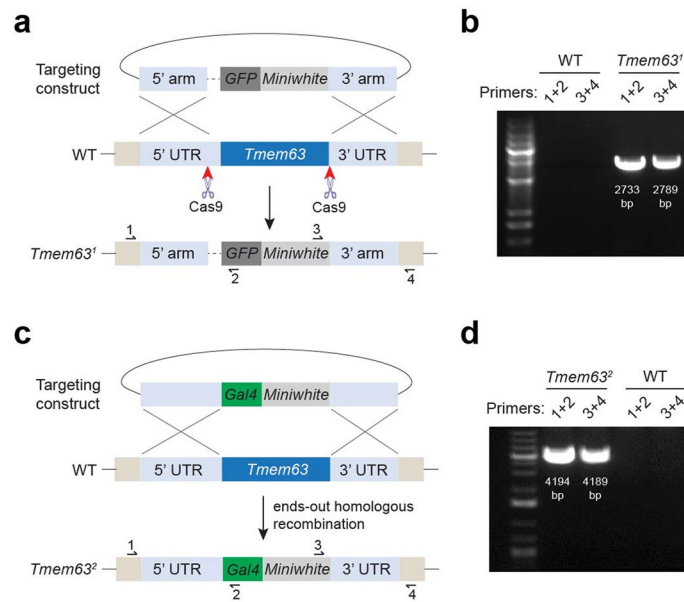 a
Targeting
construct
5' arm
GFP
Miniwhite
3' arm
WT
5' UTR
Tmem63
3' UTR
Cas9
Cas9
1
3
Tmem63¹
5' arm
GFP
Miniwhite
3' arm
2
4
b
WT
Tmem63¹
Primers:
1+2
3+4
1+2
3+4
2733
bp
2789
bp
c
Targeting
construct
Gal4
Miniwhite
WT
5' UTR
Tmem63
3' UTR
ends-out homologous
recombination
1
3
Tmem63²
5' UTR
Gal4
Miniwhite
3' UTR
2
4
d
Tmem63²
WT
Primers:
1+2
3+4
1+2
3+4
4194
bp
4189
bp